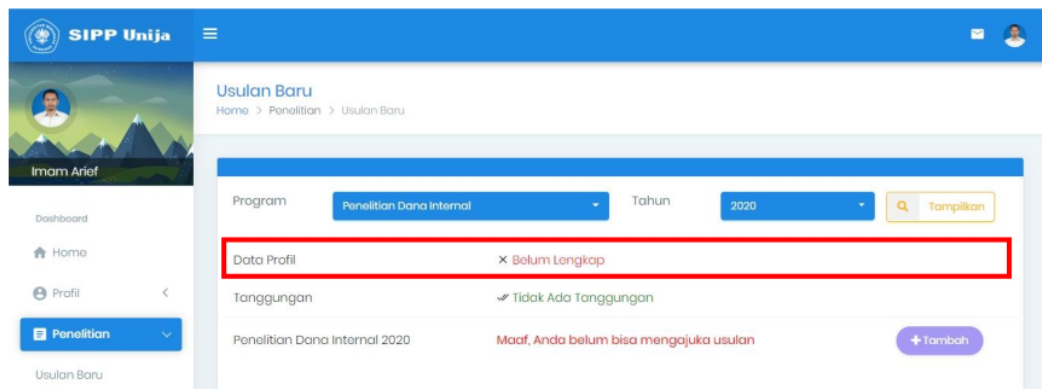 SIPP Unija
Usulan Baru
Home > Penelitian > Usulan Baru
Imam Arief
Program Penelitian Dana Internal Tahun 2020 Tampilkan
Dashboard
Home
Data Profil Belum Lengkap
Profil
Tanggungan Tidak Ada Tanggungan
Penelitian
Penelitian Dana Internal 2020 Maaf, Anda belum bisa mengajuka usulan + Tambah
Usulan Baru